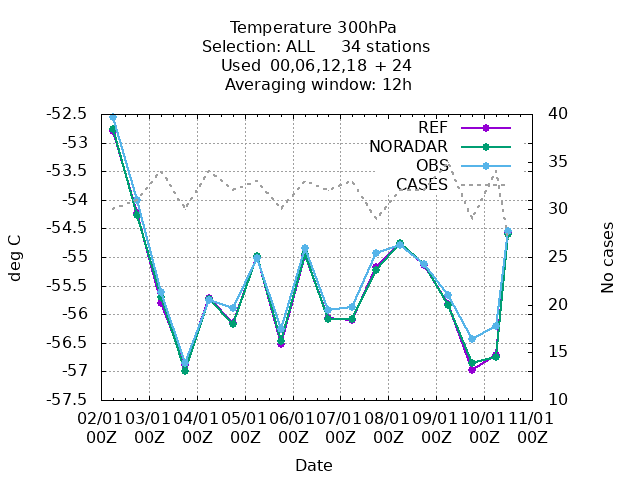 Temperature 300hPa
Selection: ALL 34 stations
Used 00,06,12,18 + 24
Averaging window: 12h
-52.5
-53
-53.5
-54
-54.5
-55
-55.5
-56
-56.5
-57
-57.5
deg C
40
35
30
25
20
15
10
No cases
REF
NORADAR
OBS
CASES
02/01 03/01 04/01 05/01 06/01 07/01 08/01 09/01 10/01 11/01
00Z 00Z 00Z 00Z 00Z 00Z 00Z 00Z 00Z 00Z
Date